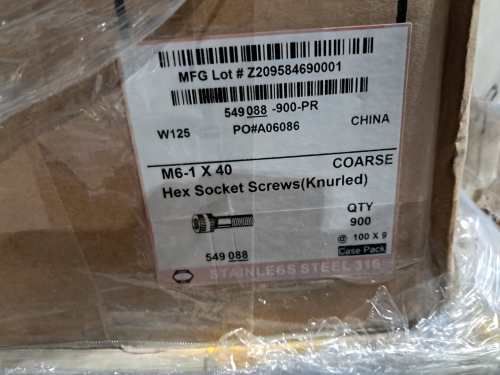 MFG Lot # Z209584690001
549 088 -900-PR
W125 PO#A06086 CHINA
M6-1 X 40 COARSE
Hex Socket Screws(Knurled)
QTY
900
@ 100 X 9
549 088 Case Pack
STAINLESS STEEL 316